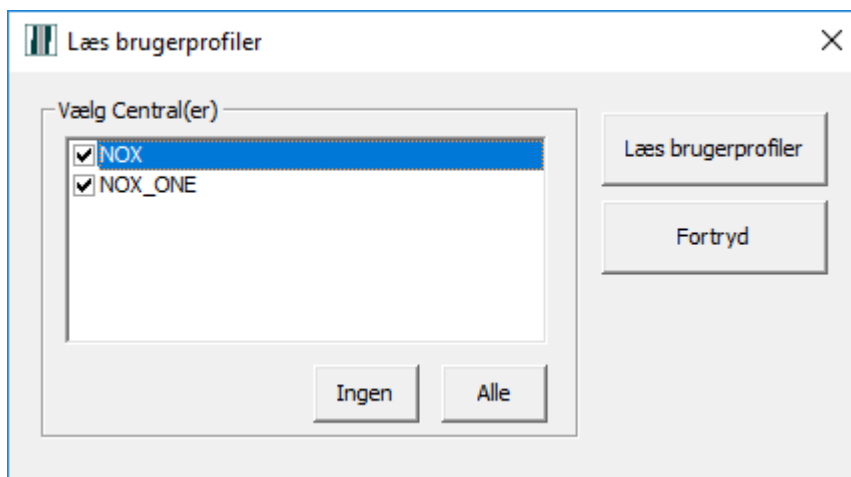 Læs brugerprofiler
Vælg Central(er)
NOX
NOX_ONE
Ingen
Alle
Læs brugerprofiler
Fortryd